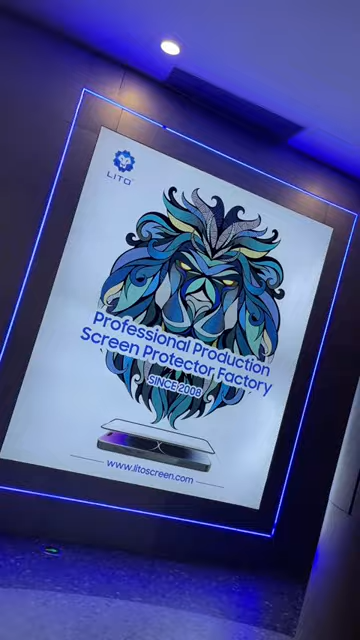 LITO
Professional Production
Screen Protector Factory
SINCE 2008
www.litoscreen.com